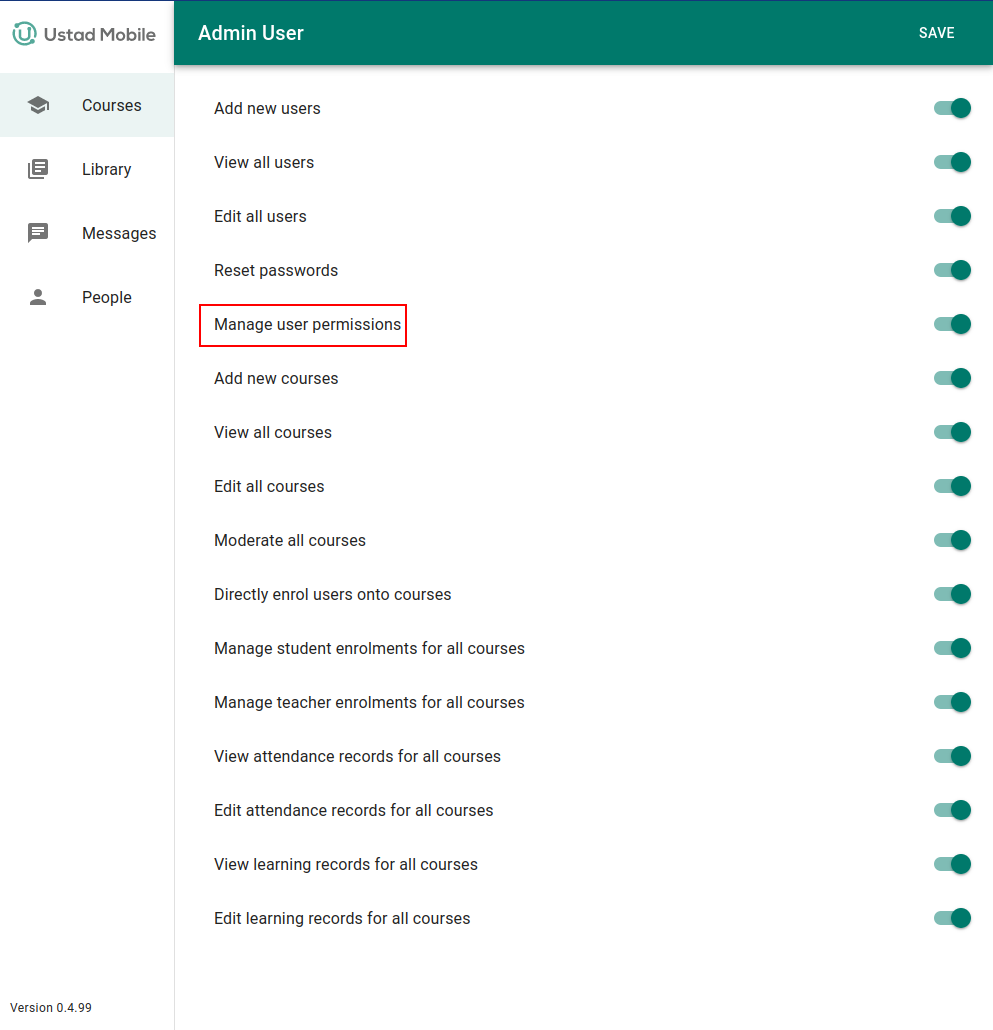 Ustad Mobile
Admin User
SAVE
Courses
Library
Messages
People
Add new users
View all users
Edit all users
Reset passwords
Manage user permissions
Add new courses
View all courses
Edit all courses
Moderate all courses
Directly enrol users onto courses
Manage student enrolments for all courses
Manage teacher enrolments for all courses
View attendance records for all courses
Edit attendance records for all courses
View learning records for all courses
Edit learning records for all courses
Version 0.4.99